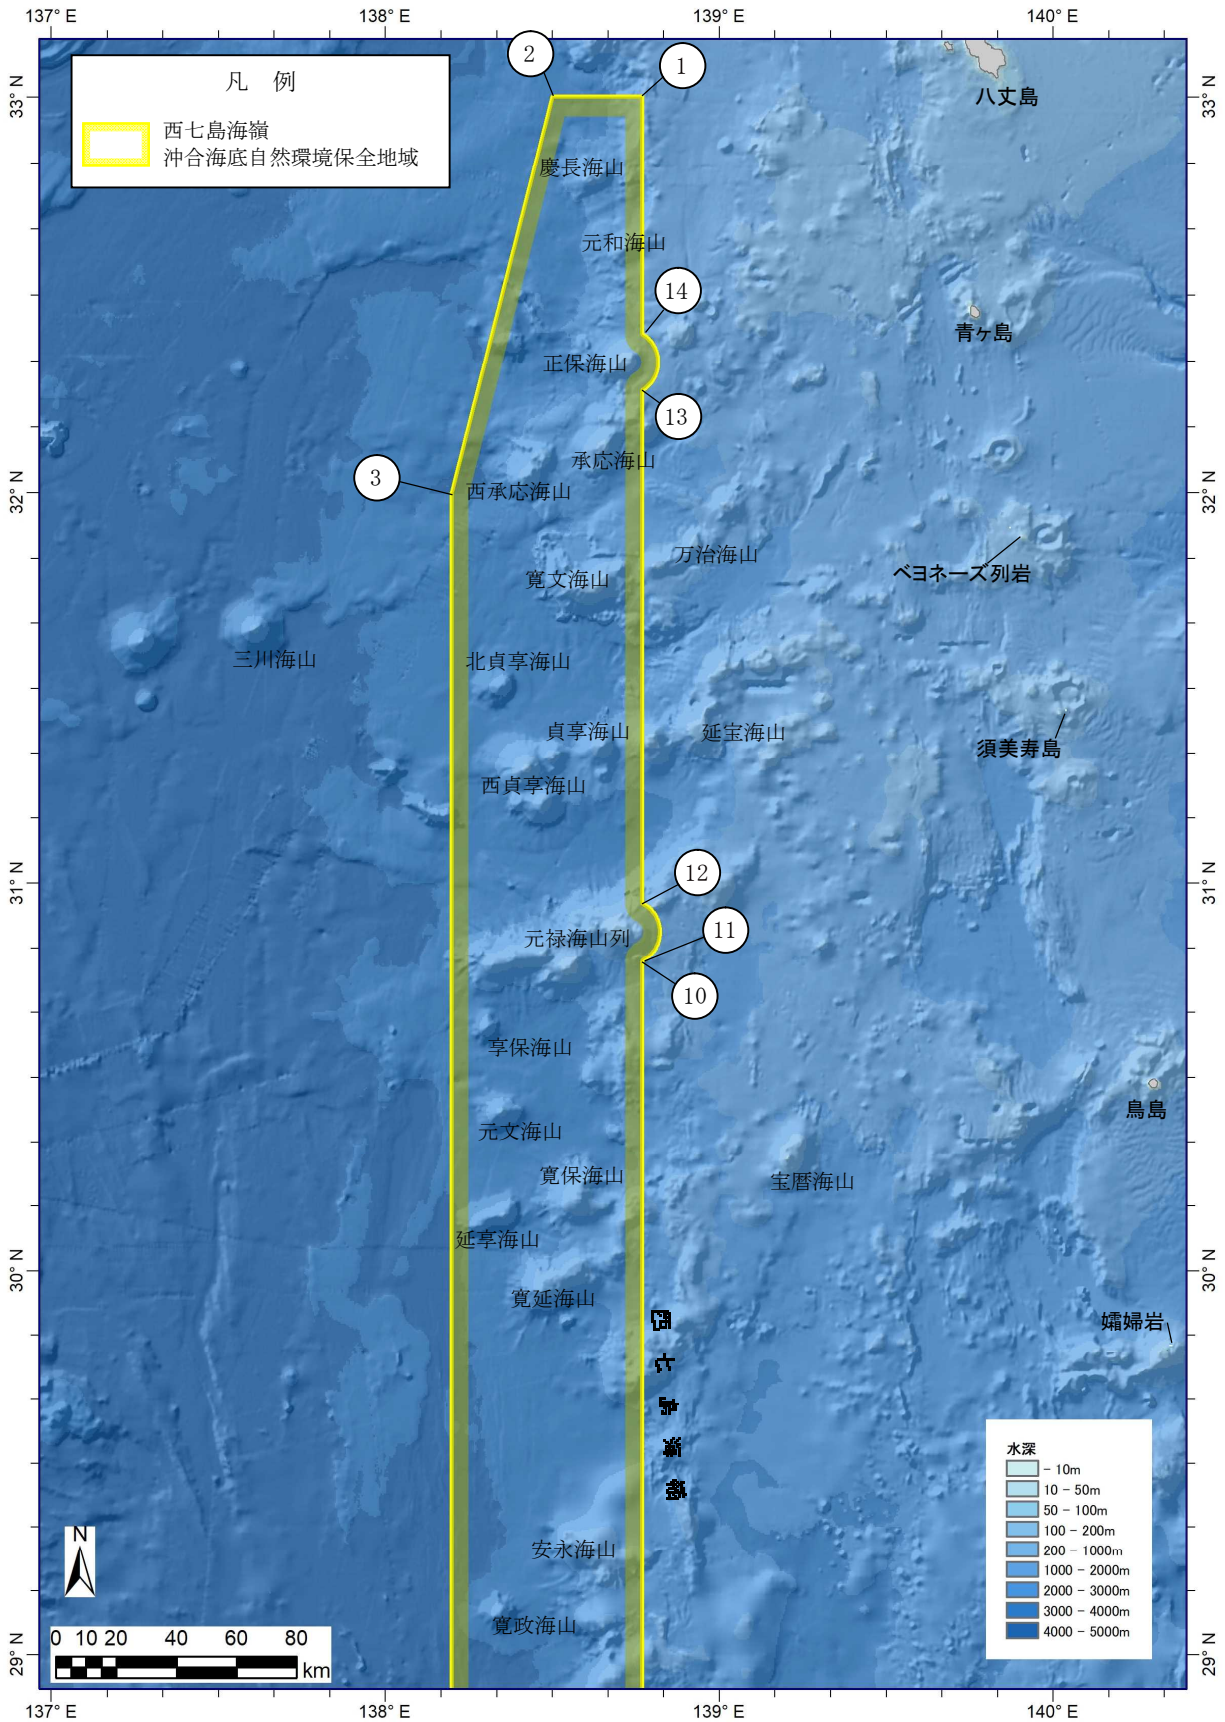 137° E
138° E
139° E
140° E
33° N
32° N
31° N
30° N
29° N
凡 例
西七島海嶺
沖合海底自然環境保全地域
2
1
八丈島
33° N
慶長海山
元和海山
14
青ヶ島
正保海山
13
承応海山
3
西承応海山
32° N
万治海山
寛文海山
ベヨネーズ列岩
三川海山
北貞享海山
貞享海山
延宝海山
須美寿島
西貞享海山
12
31° N
元禄海山列
11
10
享保海山
元文海山
鳥島
寛保海山
宝暦海山
延享海山
30° N
寛延海山
西七島海嶺
孀婦岩
安永海山
寛政海山
水深
- 10m
10 - 50m
50 - 100m
100 - 200m
200 - 1000m
1000 - 2000m
2000 - 3000m
3000 - 4000m
4000 - 5000m
29° N
N
0 10 20 40 60 80
km
137° E
138° E
139° E
140° E